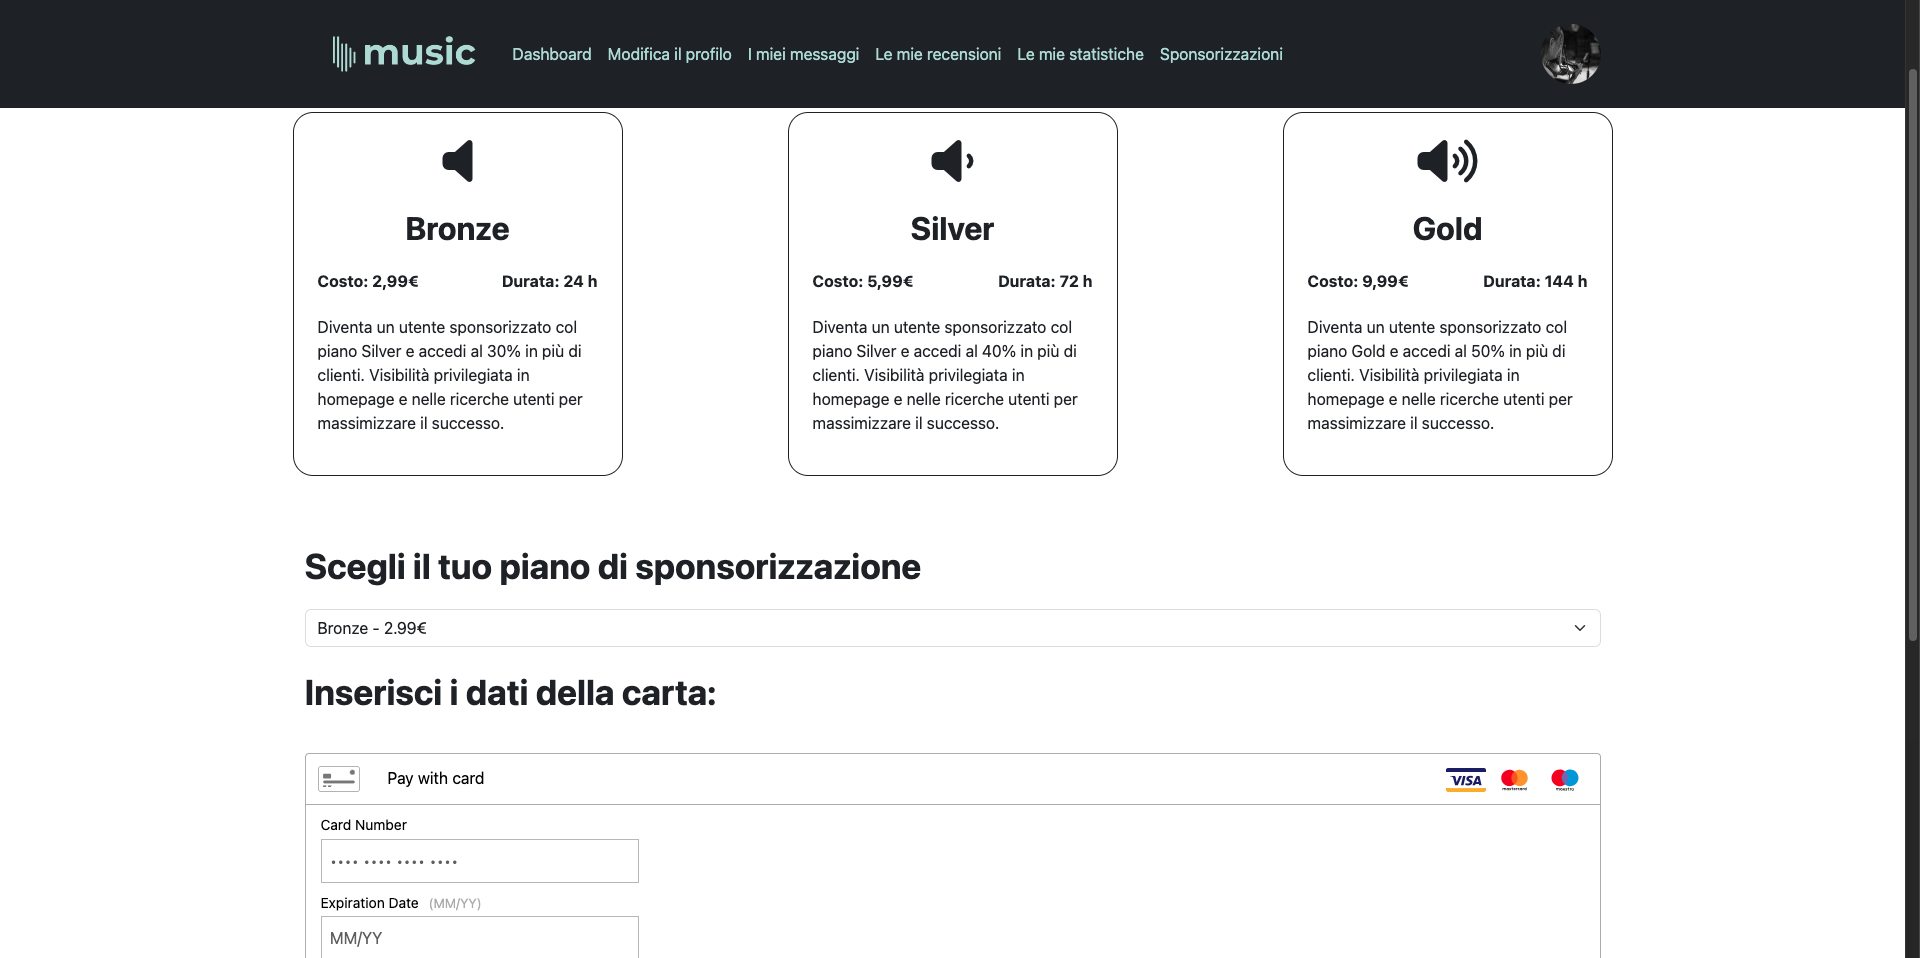 music
Dashboard Modifica il profilo I miei messaggi Le mie recensioni Le mie statistiche Sponsorizzazioni
Bronze
Costo: 2,99€ Durata: 24 h
Diventa un utente sponsorizzato col
piano Silver e accedi al 30% in più di
clienti. Visibilità privilegiata in
homepage e nelle ricerche utenti per
massimizzare il successo.
Silver
Costo: 5,99€ Durata: 72 h
Diventa un utente sponsorizzato col
piano Silver e accedi al 40% in più di
clienti. Visibilità privilegiata in
homepage e nelle ricerche utenti per
massimizzare il successo.
Gold
Costo: 9,99€ Durata: 144 h
Diventa un utente sponsorizzato col
piano Gold e accedi al 50% in più di
clienti. Visibilità privilegiata in
homepage e nelle ricerche utenti per
massimizzare il successo.
Scegli il tuo piano di sponsorizzazione
Bronze - 2.99€
Inserisci i dati della carta:
Pay with card
VISA mastercard maestro
Card Number
•••• •••• •••• ••••
Expiration Date (MM/YY)
MM/YY